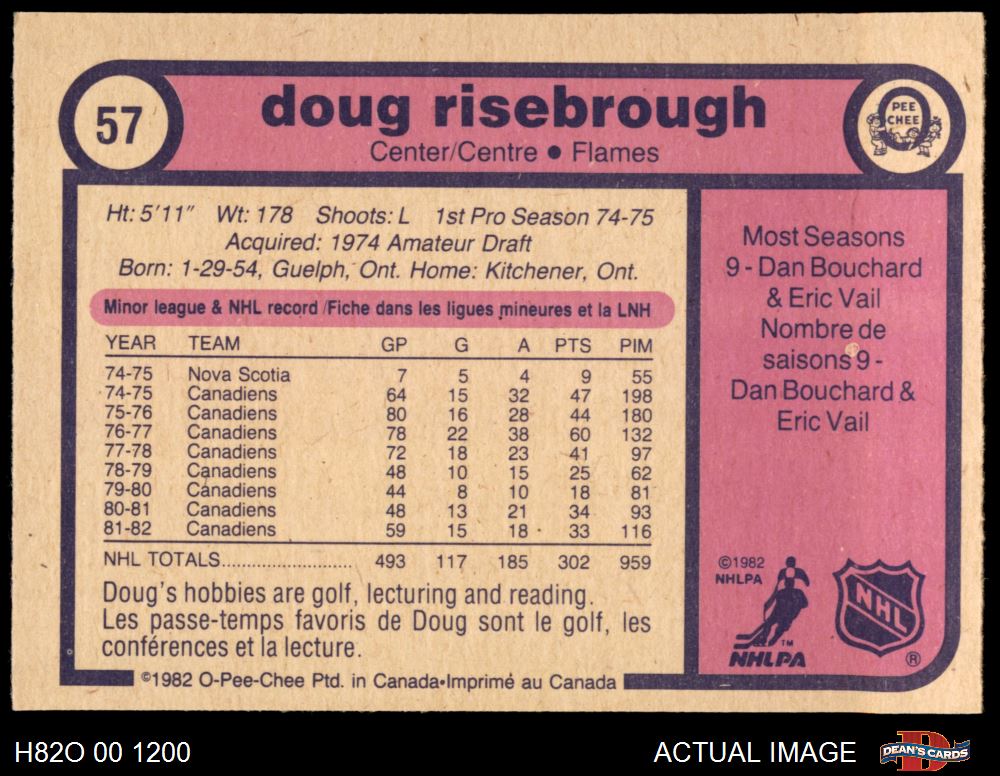 57
doug risebrough
Center/Centre • Flames
O
PEE
CHEE
Ht: 5'11" Wt: 178 Shoots: L 1st Pro Season 74-75
Acquired: 1974 Amateur Draft
Born: 1-29-54, Guelph, Ont. Home: Kitchener, Ont.
Minor league & NHL record /Fiche dans les ligues mineures et la LNH
YEAR TEAM GP G A PTS PIM
74-75 Nova Scotia 7 5 4 9 55
74-75 Canadiens 64 15 32 47 198
75-76 Canadiens 80 16 28 44 180
76-77 Canadiens 78 22 38 60 132
77-78 Canadiens 72 18 23 41 97
78-79 Canadiens 48 10 15 25 62
79-80 Canadiens 44 8 10 18 81
80-81 Canadiens 48 13 21 34 93
81-82 Canadiens 59 15 18 33 116
NHL TOTALS.......................... 493 117 185 302 959
Doug's hobbies are golf, lecturing and reading.
Les passe-temps favoris de Doug sont le golf, les
conférences et la lecture.
©1982 O-Pee-Chee Ptd. in Canada•Imprimé au Canada
Most Seasons
9 - Dan Bouchard
& Eric Vail
Nombre de
saisons 9 -
Dan Bouchard &
Eric Vail
©1982
NHLPA
TM
NHLPA
NHL
®
H82O 00 1200
ACTUAL IMAGE
D
DEAN'S CARDS